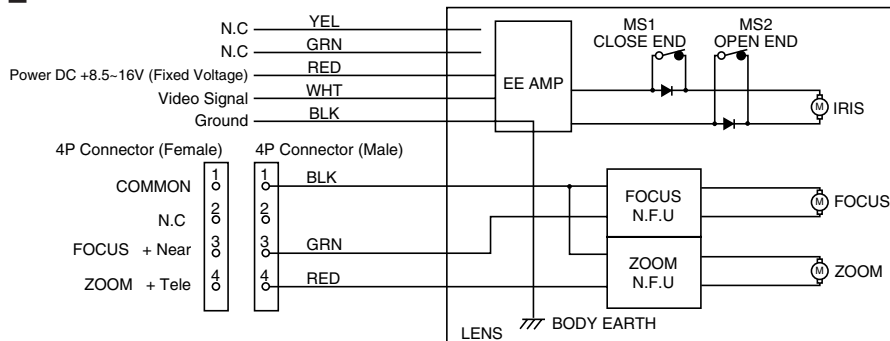 N.C YEL
N.C GRN
Power DC +8.5~16V (Fixed Voltage) RED
Video Signal WHT
Ground BLK
EE AMP
MS1
CLOSE END
MS2
OPEN END
M IRIS
4P Connector (Female)
4P Connector (Male)
COMMON 1 1 BLK
N.C 2 2
FOCUS + Near 3 3 GRN
ZOOM + Tele 4 4 RED
FOCUS
N.F.U
M FOCUS
ZOOM
N.F.U
M ZOOM
LENS
BODY EARTH